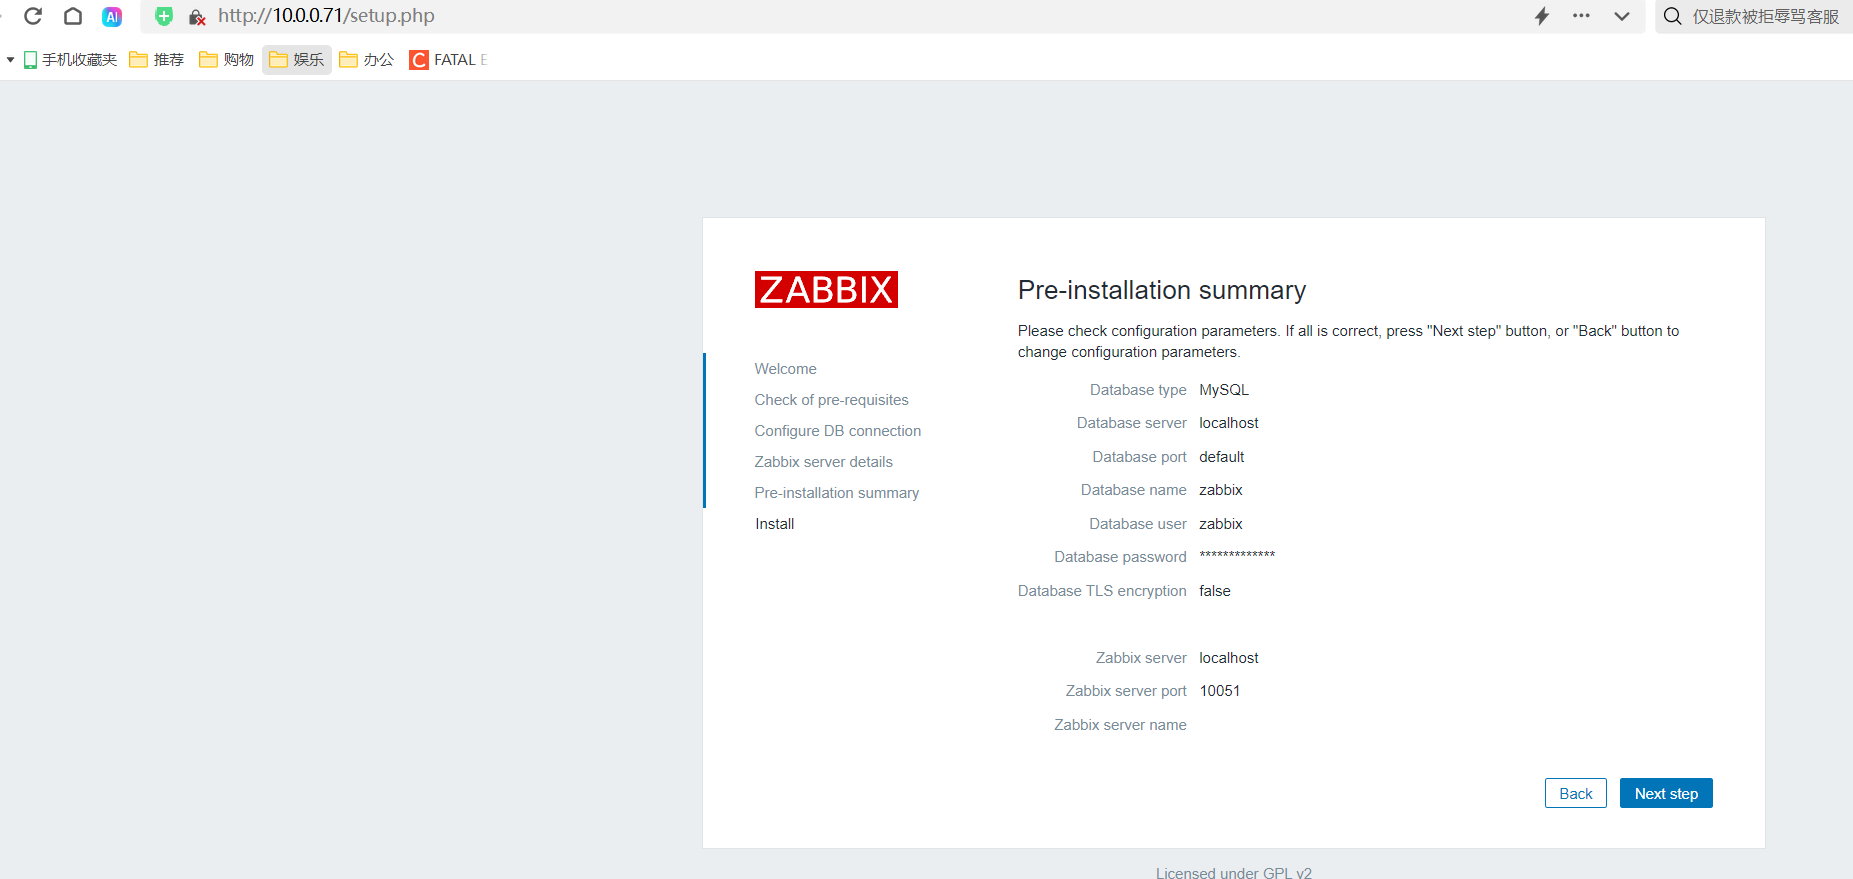 AI
http://10.0.0.71/setup.php
仅退款被拒辱骂客服
手机收藏夹 推荐 购物 娱乐 办公 C FATAL E
ZABBIX
Welcome
Check of pre-requisites
Configure DB connection
Zabbix server details
Pre-installation summary
Install
Pre-installation summary
Please check configuration parameters. If all is correct, press "Next step" button, or "Back" button to
change configuration parameters.
Database type MySQL
Database server localhost
Database port default
Database name zabbix
Database user zabbix
Database password *************
Database TLS encryption false
Zabbix server localhost
Zabbix server port 10051
Zabbix server name
Back Next step
Licensed under GPL v2